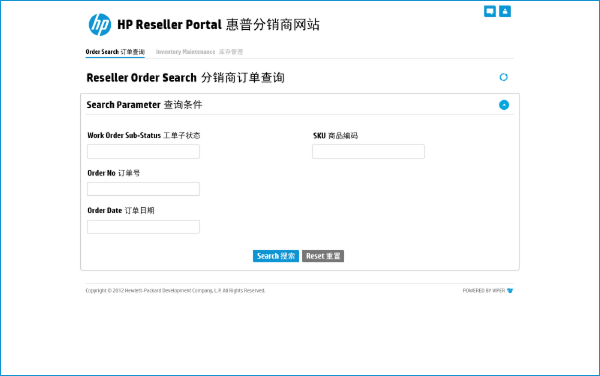 hp HP Reseller Portal 惠普分销商网站
Order Search 订单查询 Inventory Maintenance 库存管理
Reseller Order Search 分销商订单查询
Search Parameter 查询条件
Work Order Sub-Status 工单子状态 SKU 商品编码
Order No 订单号
Order Date 订单日期
Search 搜索 Reset 重置
Copyright © 2012 Hewlett-Packard Development Company, L.P. All Rights Reserved. POWERED BY VIPER